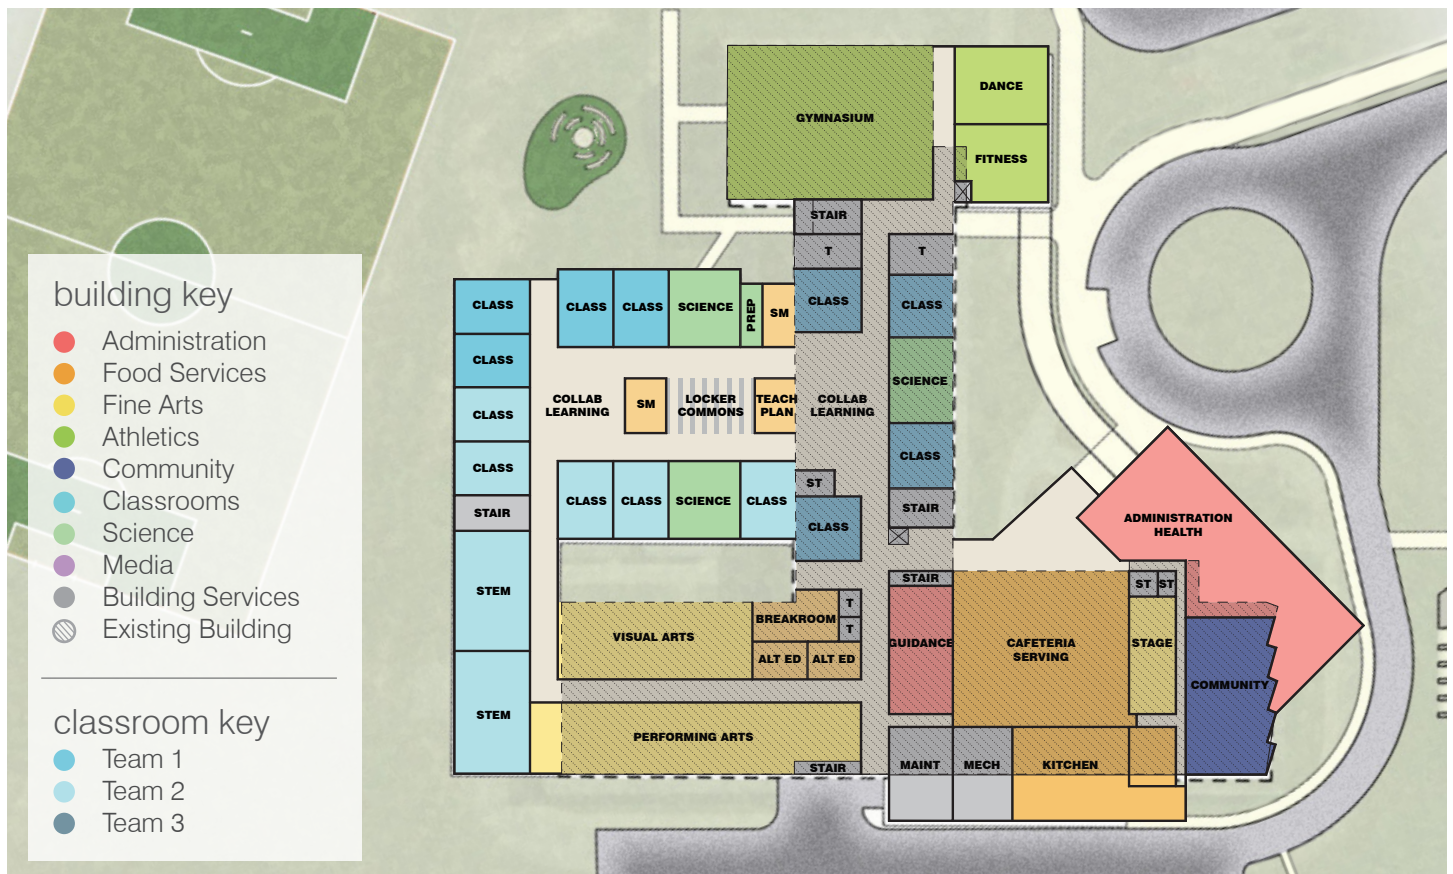 building key
Administration
Food Services
Fine Arts
Athletics
Community
Classrooms
Science
Media
Building Services
Existing Building
classroom key
Team 1
Team 2
Team 3
GYMNASIUM
DANCE
FITNESS
STAIR
T
T
CLASS
CLASS
CLASS
CLASS
SCIENCE
PREP
SM
CLASS
CLASS
SCIENCE
CLASS
COLLAB
LEARNING
SM
LOCKER
COMMONS
TEACH
PLAN
COLLAB
LEARNING
CLASS
CLASS
CLASS
CLASS
CLASS
SCIENCE
CLASS
ST
STAIR
STAIR
CLASS
ADMINISTRATION
HEALTH
STEM
STAIR
ST
ST
BREAKROOM
T
T
VISUAL ARTS
ALT ED
ALT ED
GUIDANCE
CAFETERIA
SERVING
STAGE
COMMUNITY
STEM
PERFORMING ARTS
STAIR
MAINT
MECH
KITCHEN